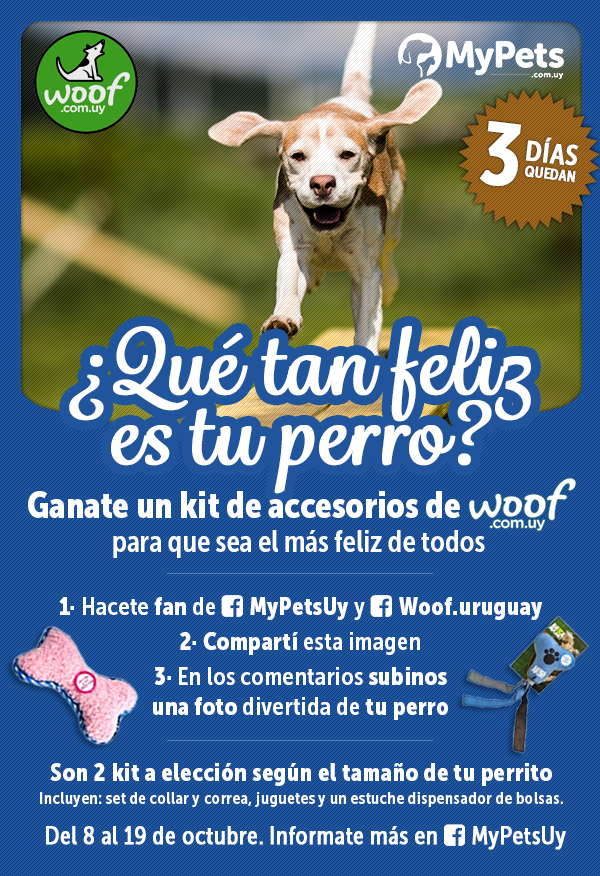 woof
.com.uy
MyPets
.com.uy
3 DÍAS
QUEDAN
¿Qué tan feliz
es tu perro?
Ganate un kit de accesorios de woof
.com.uy
para que sea el más feliz de todos
1· Hacete fan de MyPetsUy y Woof.uruguay
2· Compartí esta imagen
3· En los comentarios subinos
una foto divertida de tu perro
Son 2 kit a elección según el tamaño de tu perrito
Incluyen: set de collar y correa, juguetes y un estuche dispensador de bolsas.
Del 8 al 19 de octubre. Informate más en MyPetsUy